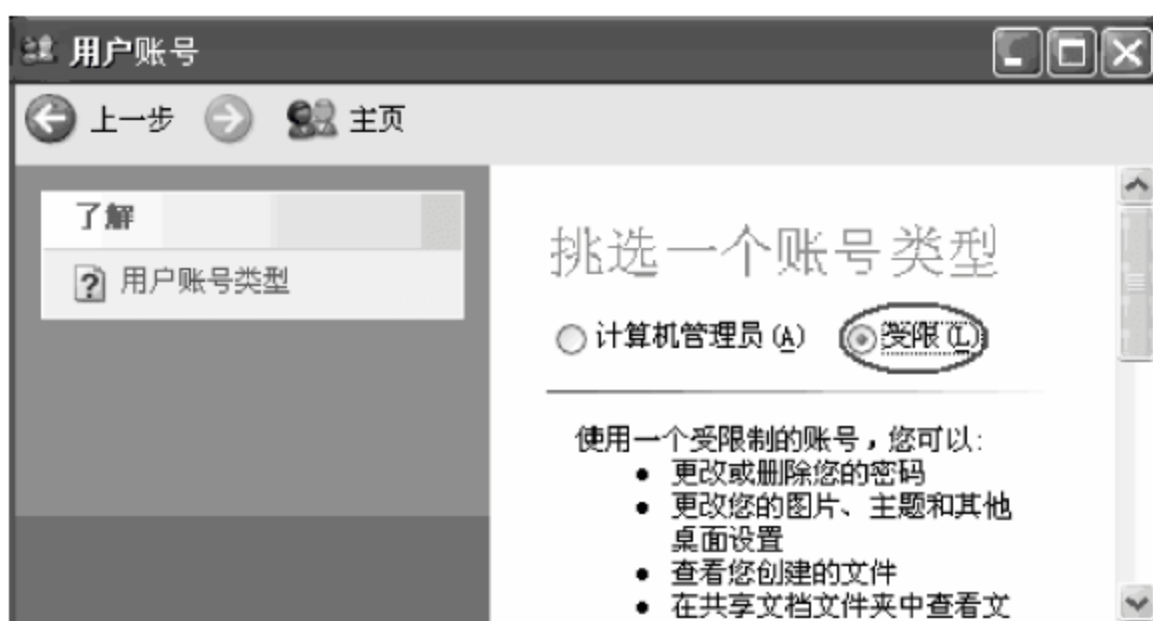 用户账号
上一步 主页
了解
用户账号类型
挑选一个账号类型
计算机管理员(A) 受限(L)
使用一个受限制的账号，您可以：
• 更改或删除您的密码
• 更改您的图片、主题和其他
桌面设置
• 查看您创建的文件
• 在共享文档文件夹中查看文